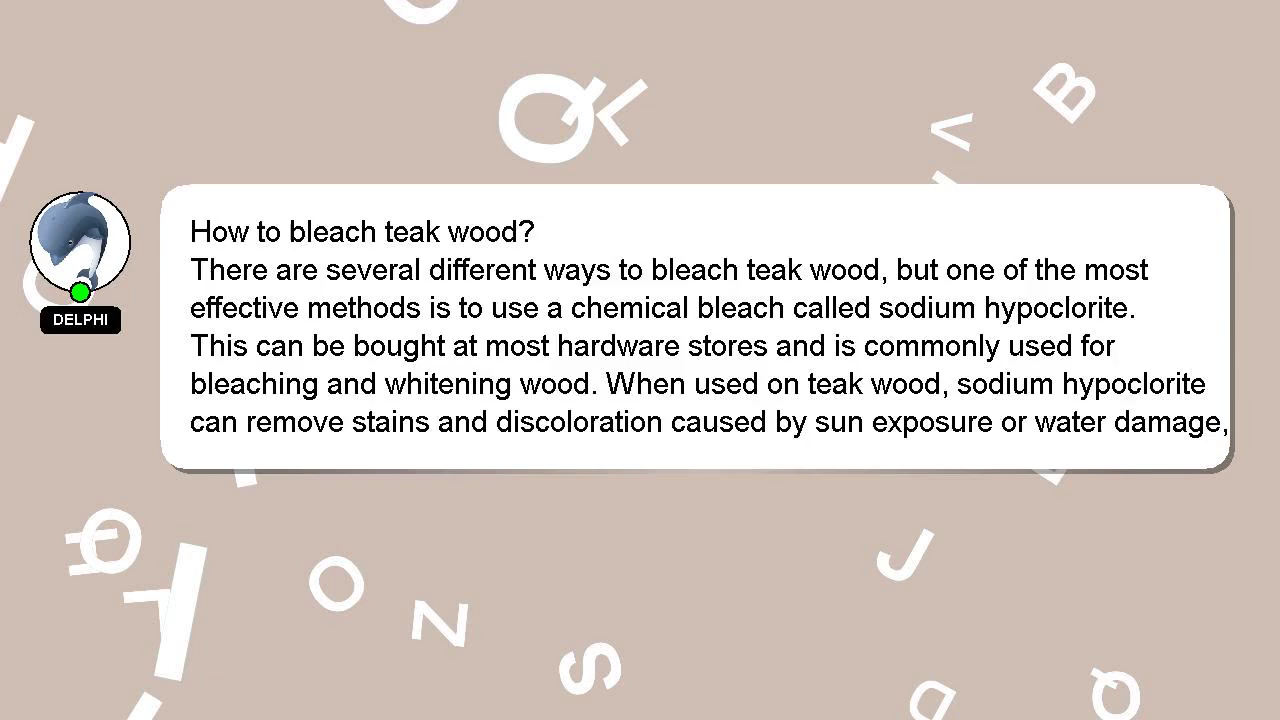 How to bleach teak wood?
There are several different ways to bleach teak wood, but one of the most
effective methods is to use a chemical bleach called sodium hypoclorite.
This can be bought at most hardware stores and is commonly used for
bleaching and whitening wood. When used on teak wood, sodium hypoclorite
can remove stains and discoloration caused by sun exposure or water damage,
DELPHI
Q
L
B
V
Q
O
Z
J
S
D
Q